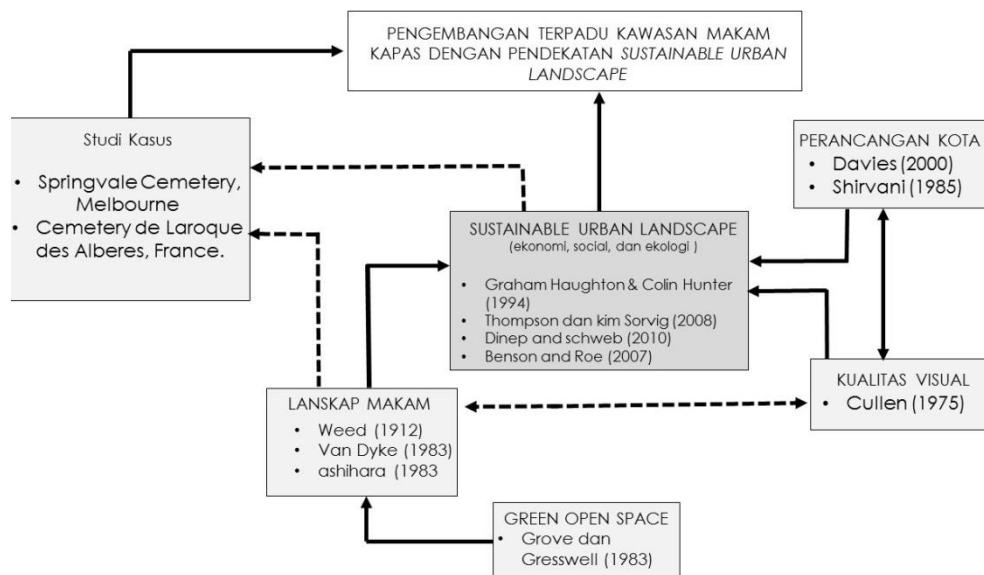 PENGEMBANGAN TERPADU KAWASAN MAKAM
KAPAS DENGAN PENDEKATAN SUSTAINABLE URBAN
LANDSCAPE
Studi Kasus
• Springvale Cemetery,
Melbourne
• Cemetery de Laroque
des Alberes, France.
PERANCANGAN KOTA
• Davies (2000)
• Shirvani (1985)
SUSTAINABLE URBAN LANDSCAPE
(ekonomi, social, dan ekologi )
• Graham Haughton & Colin Hunter
(1994)
• Thompson dan kim Sorvig (2008)
• Dinep and schweb (2010)
• Benson and Roe (2007)
KUALITAS VISUAL
• Cullen (1975)
LANSKAP MAKAM
• Weed (1912)
• Van Dyke (1983)
• ashihara (1983
GREEN OPEN SPACE
• Grove dan
Gresswell (1983)